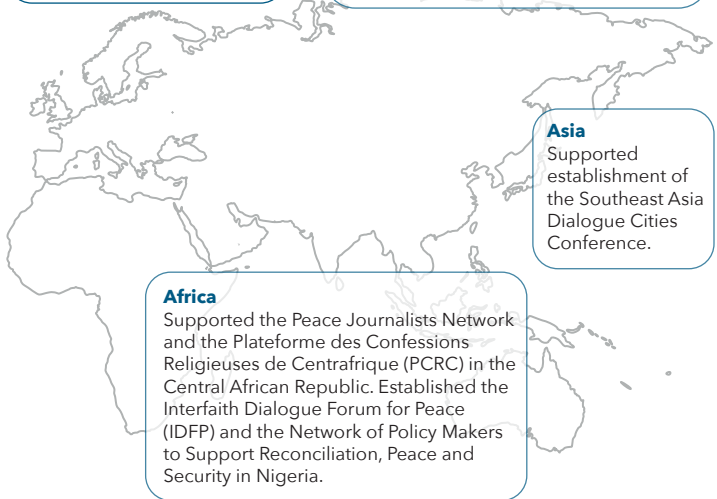 Asia
Supported
establishment of
the Southeast Asia
Dialogue Cities
Conference.
Africa
Supported the Peace Journalists Network
and the Plateforme des Confessions
Religieuses de Centrafrique (PCRC) in the
Central African Republic. Established the
Interfaith Dialogue Forum for Peace
(IDFP) and the Network of Policy Makers
to Support Reconciliation, Peace and
Security in Nigeria.